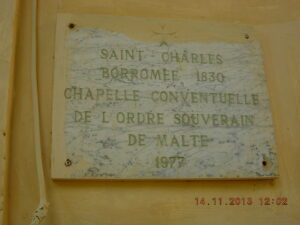 SAINT CHARLES
BORROMÉE 1830
CHAPELLE CONVENTUELLE
DE L'ORDRE SOUVERAIN
DE MALTE
1977
14.11.2013 12:02